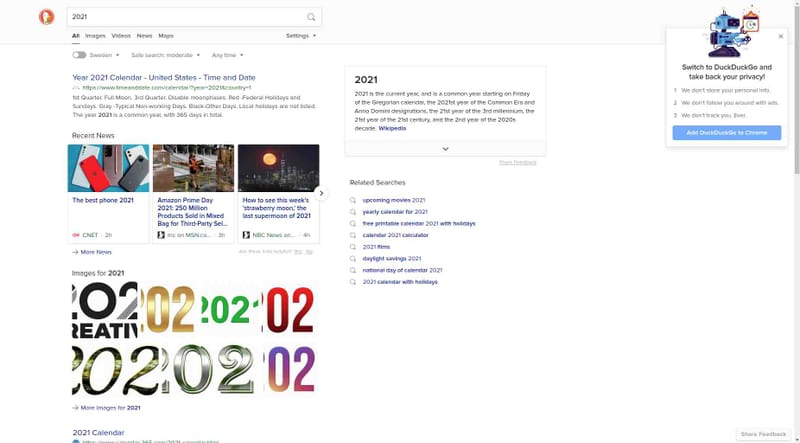 2021
All Images Videos News Maps Settings
Sweden Safe search: moderate Any time
Year 2021 Calendar - United States - Time and Date
https://www.timeanddate.com/calendar/?year=2021&country=1
1st Quarter. Full Moon. 3rd Quarter. Disable moonphases. Red -Federal Holidays and
Sundays. Gray -Typical Non-working Days. Black-Other Days. Local holidays are not listed.
The year 2021 is a common year, with 365 days in total.
Recent News
The best phone 2021
CNET · 2h
Amazon Prime Day
2021: 250 Million
Products Sold in Mixed
Bag for Third-Party Sel...
Inc on MSN.co... · 3h
How to see this week's
'strawberry moon,' the
last supermoon of 2021
NBC News on... · 4h
More News
Are these links helpful? Yes No
Images for 2021
202
CREATIV
202
2021
202
202
202
202
More Images for 2021
2021 Calendar
2021
2021 is the current year, and is a common year starting on Friday
of the Gregorian calendar, the 2021st year of the Common Era and
Anno Domini designations, the 21st year of the 3rd millennium, the
21st year of the 21st century, and the 2nd year of the 2020s
decade. Wikipedia
Share Feedback
Related Searches
upcoming movies 2021
yearly calendar for 2021
free printable calendar 2021 with holidays
calendar 2021 calculator
2021 films
daylight savings 2021
national day of calendar 2021
2021 calendar with holidays
Switch to DuckDuckGo and
take back your privacy!
1 We don't store your personal info.
2 We don't follow you around with ads.
3 We don't track you. Ever.
Add DuckDuckGo to Chrome
Share Feedback